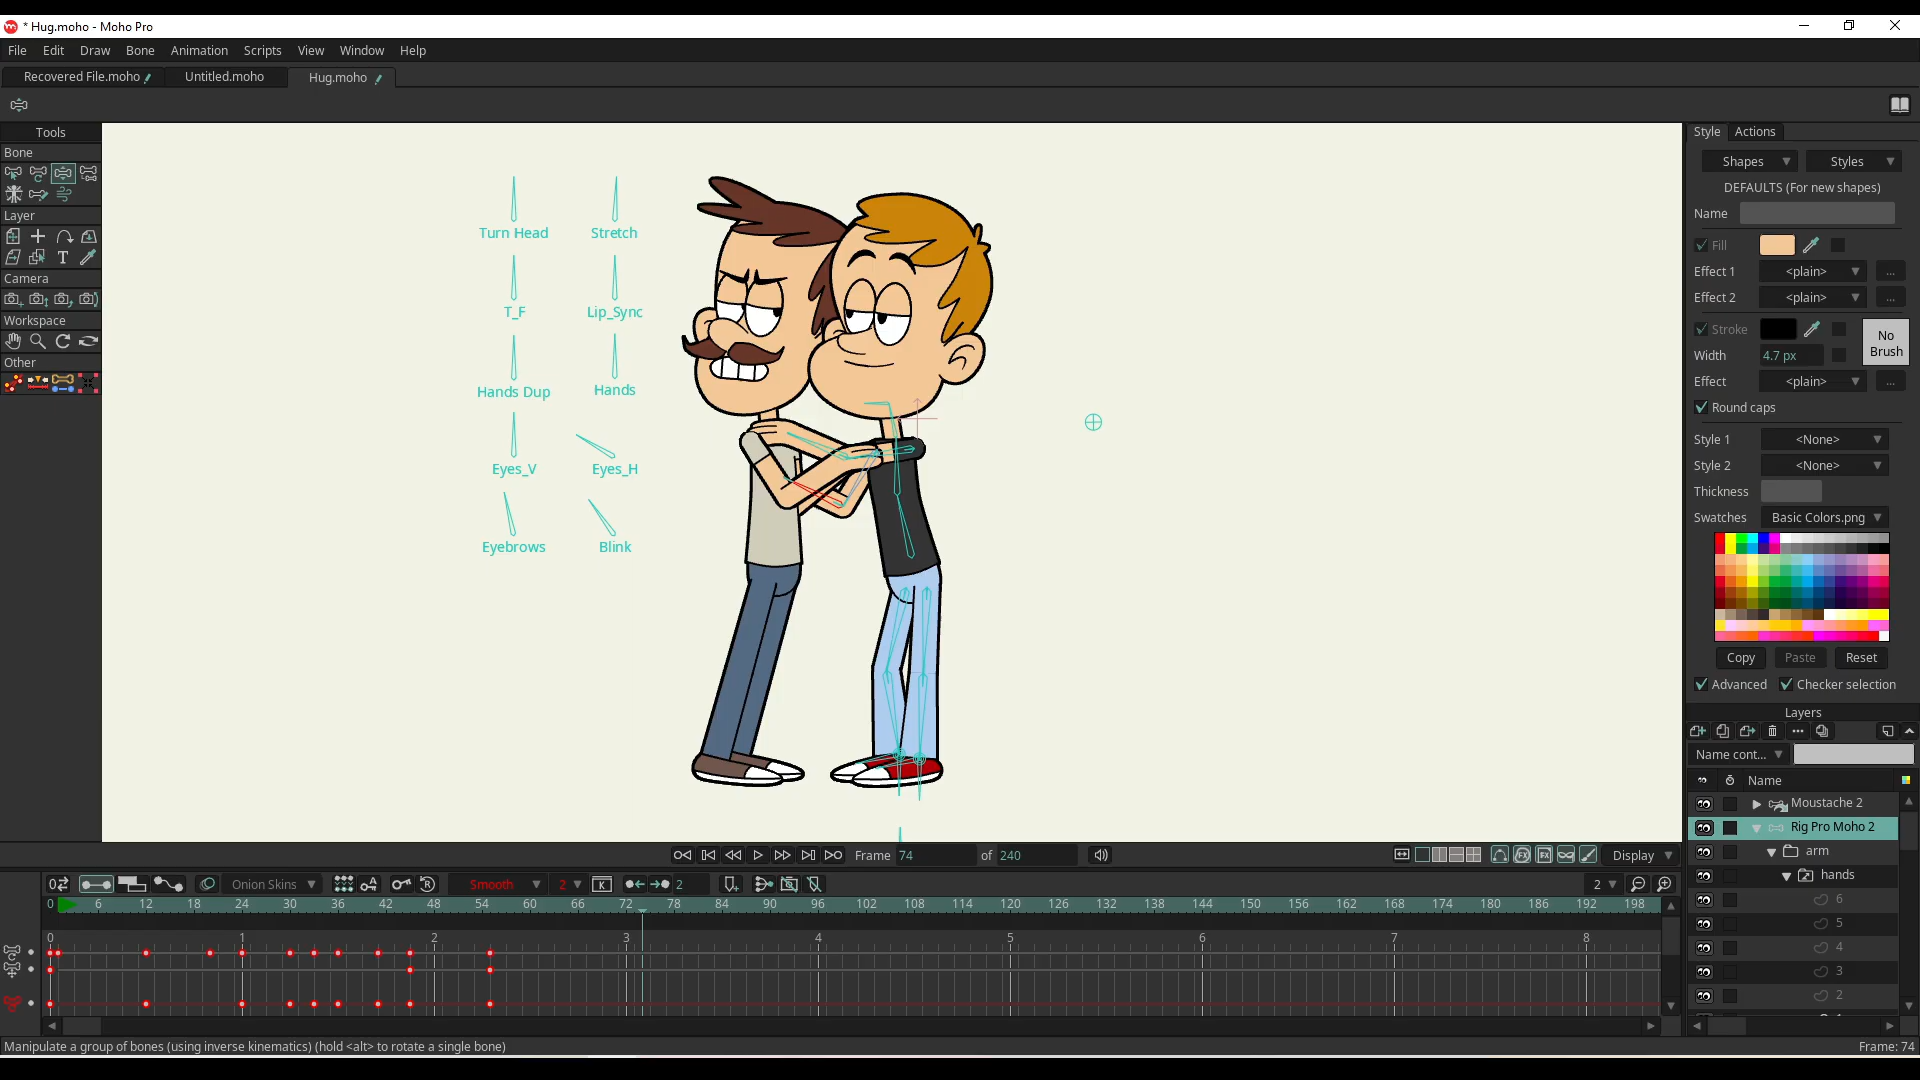 * Hug.moho - Moho Pro
File Edit Draw Bone Animation Scripts View Window Help
Recovered File.moho Untitled.moho Hug.moho
Tools
Bone
Layer
Camera
Workspace
Other
Turn Head Stretch
T_F Lip_Sync
Hands Dup Hands
Eyes_V Eyes_H
Eyebrows Blink
Style Actions
Shapes Styles
DEFAULTS (For new shapes)
Name
Fill
Effect 1 <plain> ...
Effect 2 <plain> ...
Stroke
No Brush
Width 4.7 px
Effect <plain> ...
Round caps
Style 1 <None>
Style 2 <None>
Thickness
Swatches Basic Colors.png
Copy Paste Reset
Advanced Checker selection
Layers
Name cont...
Name
Moustache 2
Rig Pro Moho 2
arm
hands
6
5
4
3
2
Frame 74 of 240
Display
Onion Skins Smooth 2 2 2
0 6 12 18 24 30 36 42 48 54 60 66 72 78 84 90 96 102 108 114 120 126 132 138 144 150 156 162 168 174 180 186 192 198
0 1 2 3 4 5 6 7 8
Manipulate a group of bones (using inverse kinematics) (hold <alt> to rotate a single bone)
Frame: 74